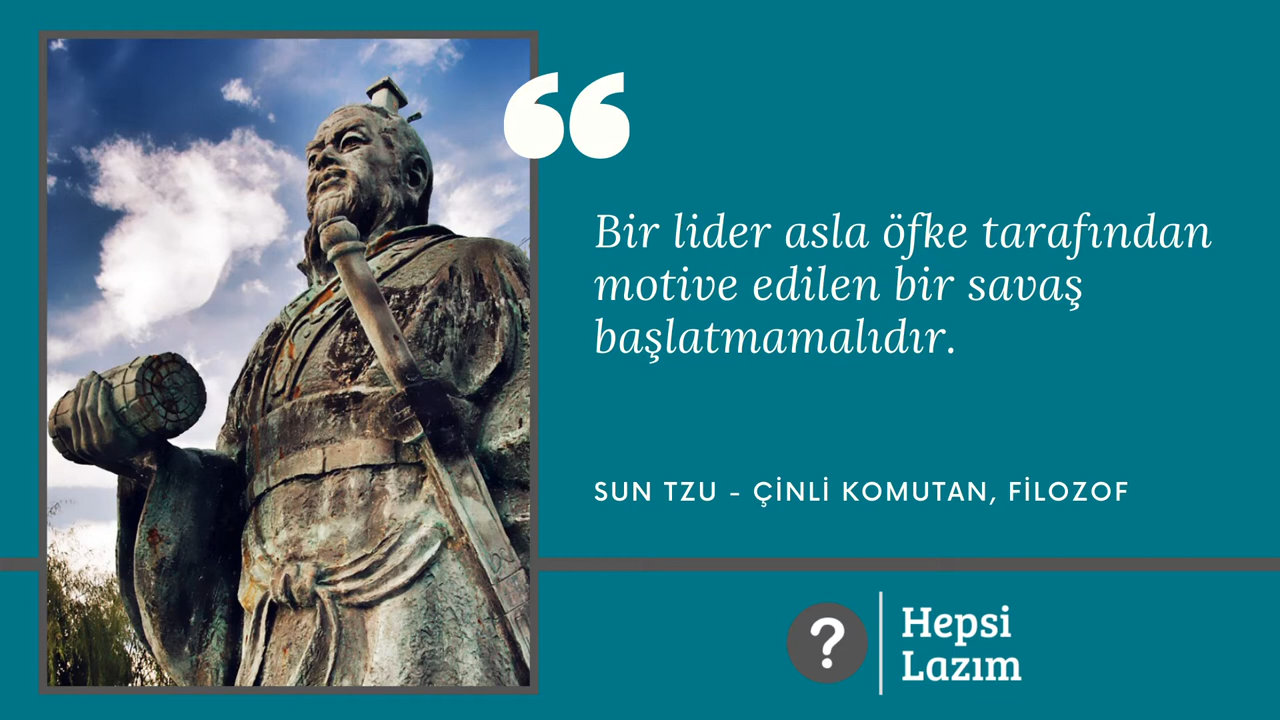 Bir lider asla öfke tarafından
motive edilen bir savaş
başlatmamalıdır.
SUN TZU - ÇİNLİ KOMUTAN, FİLOZOF
?
Hepsi
Lazım